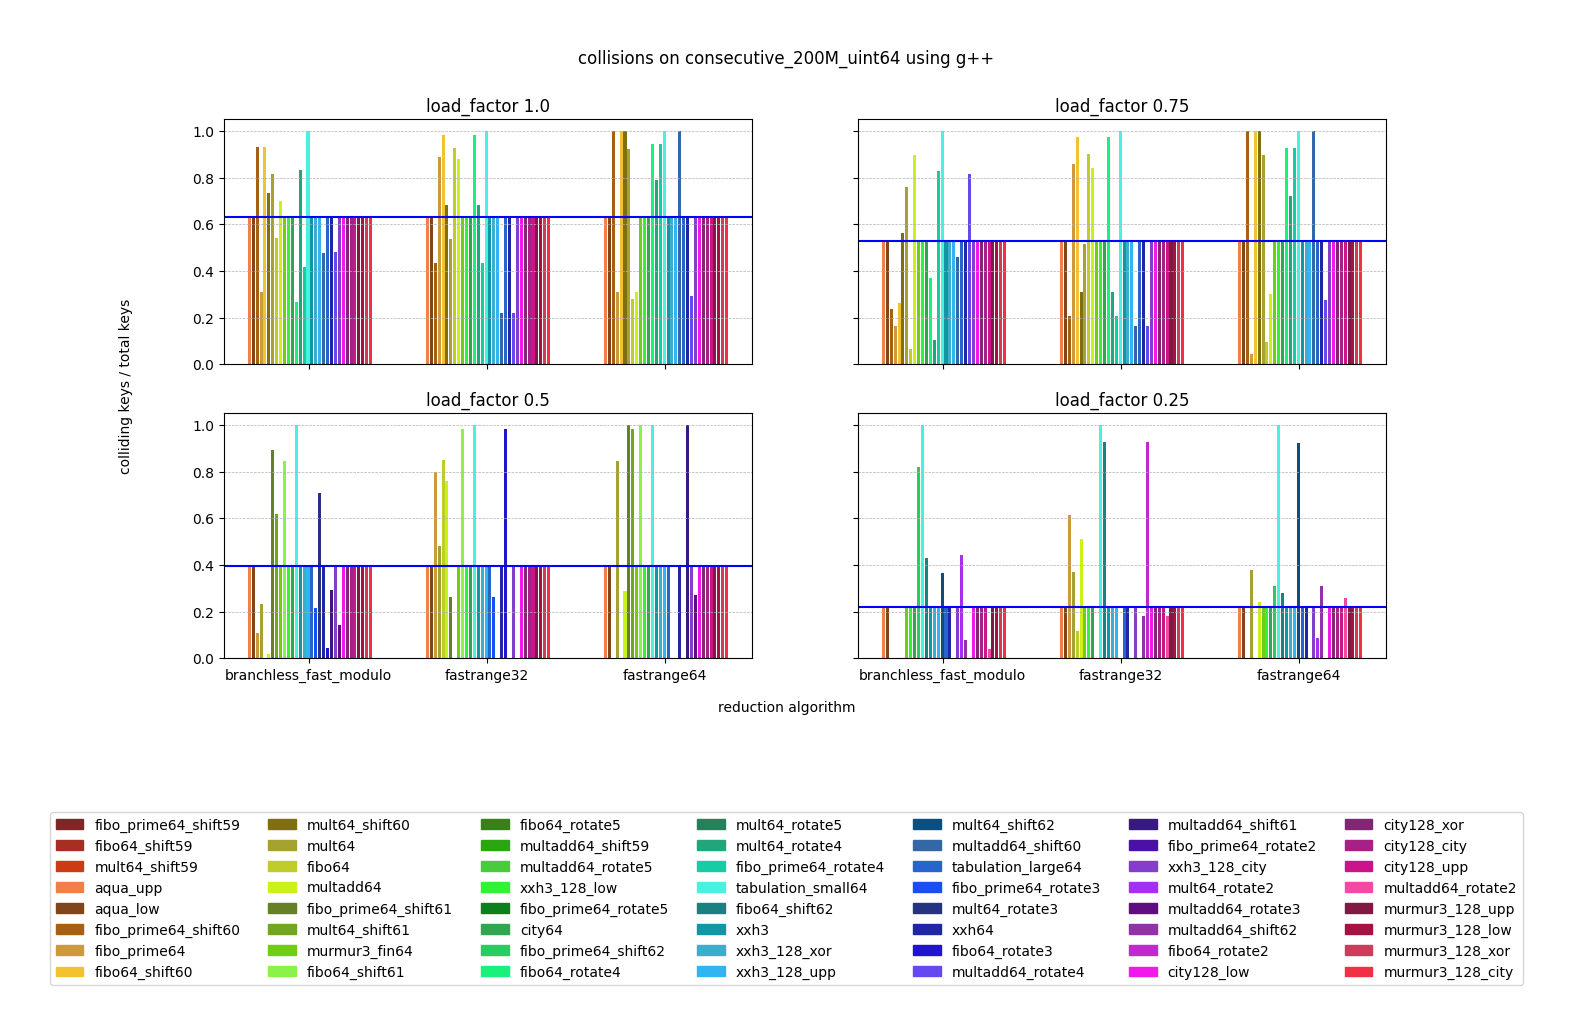 collisions on consecutive_200M_uint64 using g++
load_factor 1.0
load_factor 0.75
1.0
0.8
0.6
0.4
0.2
0.0
colliding keys / total keys
load_factor 0.5
load_factor 0.25
1.0
0.8
0.6
0.4
0.2
0.0
branchless_fast_modulo fastrange32 fastrange64
branchless_fast_modulo fastrange32 fastrange64
reduction algorithm
fibo_prime64_shift59 mult64_shift60 fibo64_rotate5 mult64_rotate5 mult64_shift62 multadd64_shift61 city128_xor
fibo64_shift59 mult64 multadd64_shift59 mult64_rotate4 multadd64_shift60 fibo_prime64_rotate2 city128_city
mult64_shift59 fibo64 multadd64_rotate5 fibo_prime64_rotate4 tabulation_large64 xxh3_128_city city128_upp
aqua_upp multadd64 xxh3_128_low tabulation_small64 fibo_prime64_rotate3 mult64_rotate2 multadd64_rotate2
aqua_low fibo_prime64_shift61 fibo_prime64_rotate5 fibo64_shift62 mult64_rotate3 multadd64_rotate3 murmur3_128_upp
fibo_prime64_shift60 mult64_shift61 city64 xxh3 xxh64 multadd64_shift62 murmur3_128_low
fibo_prime64 murmur3_fin64 fibo_prime64_shift62 xxh3_128_xor fibo64_rotate3 fibo64_rotate2 murmur3_128_xor
fibo64_shift60 fibo64_shift61 fibo64_rotate4 xxh3_128_upp multadd64_rotate4 city128_low murmur3_128_city